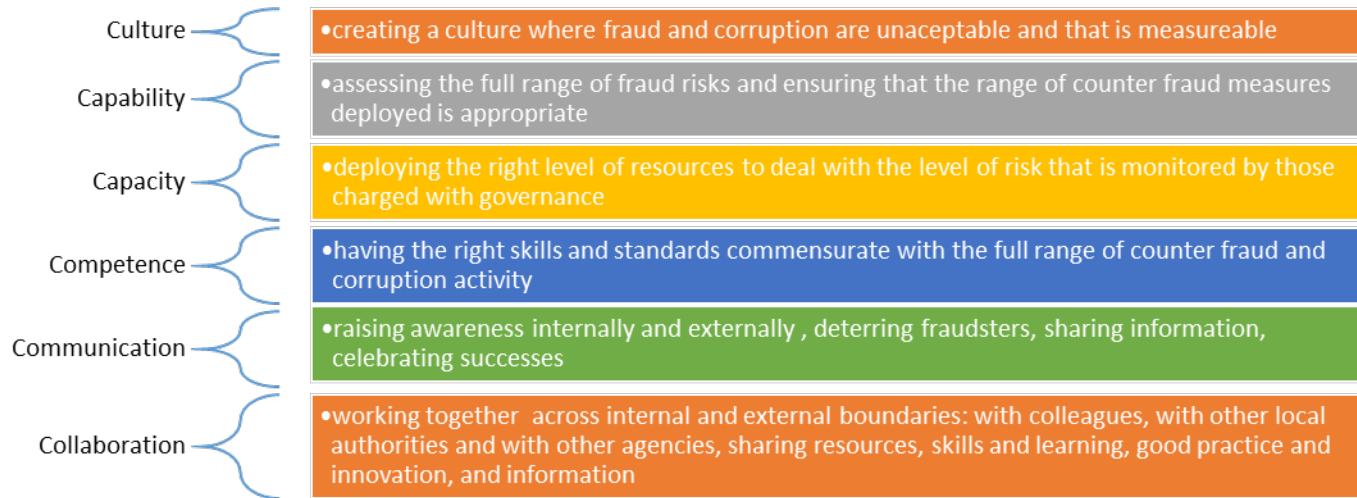 Culture
•creating a culture where fraud and corruption are unacceptable and that is measureable
Capability
•assessing the full range of fraud risks and ensuring that the range of counter fraud measures
deployed is appropriate
Capacity
•deploying the right level of resources to deal with the level of risk that is monitored by those
charged with governance
Competence
•having the right skills and standards commensurate with the full range of counter fraud and
corruption activity
Communication
•raising awareness internally and externally , deterring fraudsters, sharing information,
celebrating successes
Collaboration
•working together  across internal and external boundaries: with colleagues, with other local
authorities and with other agencies, sharing resources, skills and learning, good practice and
innovation, and information